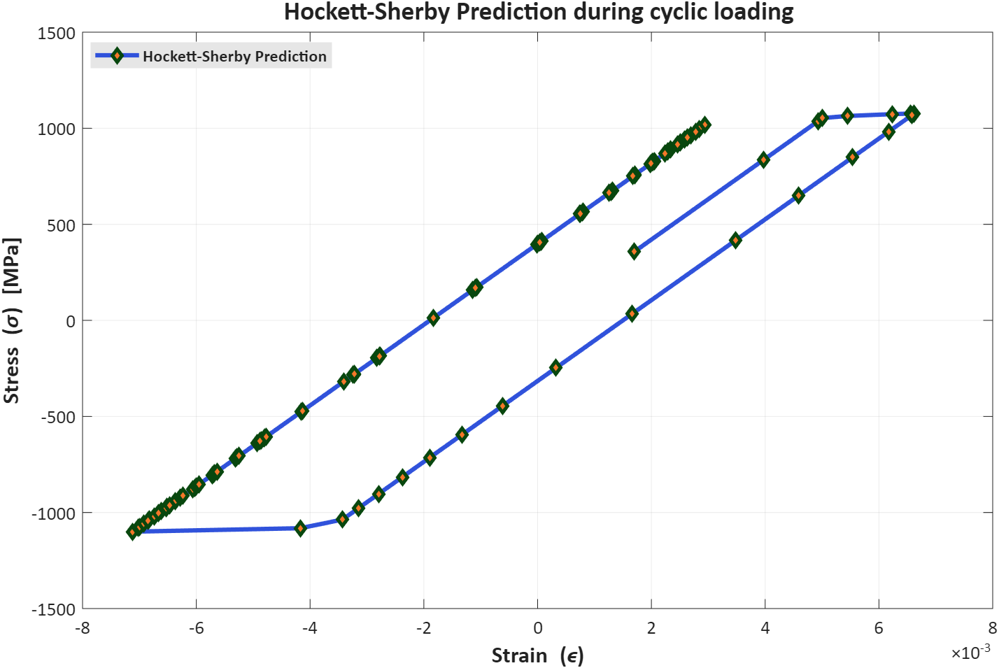 Hockett-Sherby Prediction during cyclic loading
Hockett-Sherby Prediction
1500
1000
500
0
-500
-1000
-1500
Stress (σ) [MPa]
-8 -6 -4 -2 0 2 4 6 8
×10-3
Strain (ϵ)